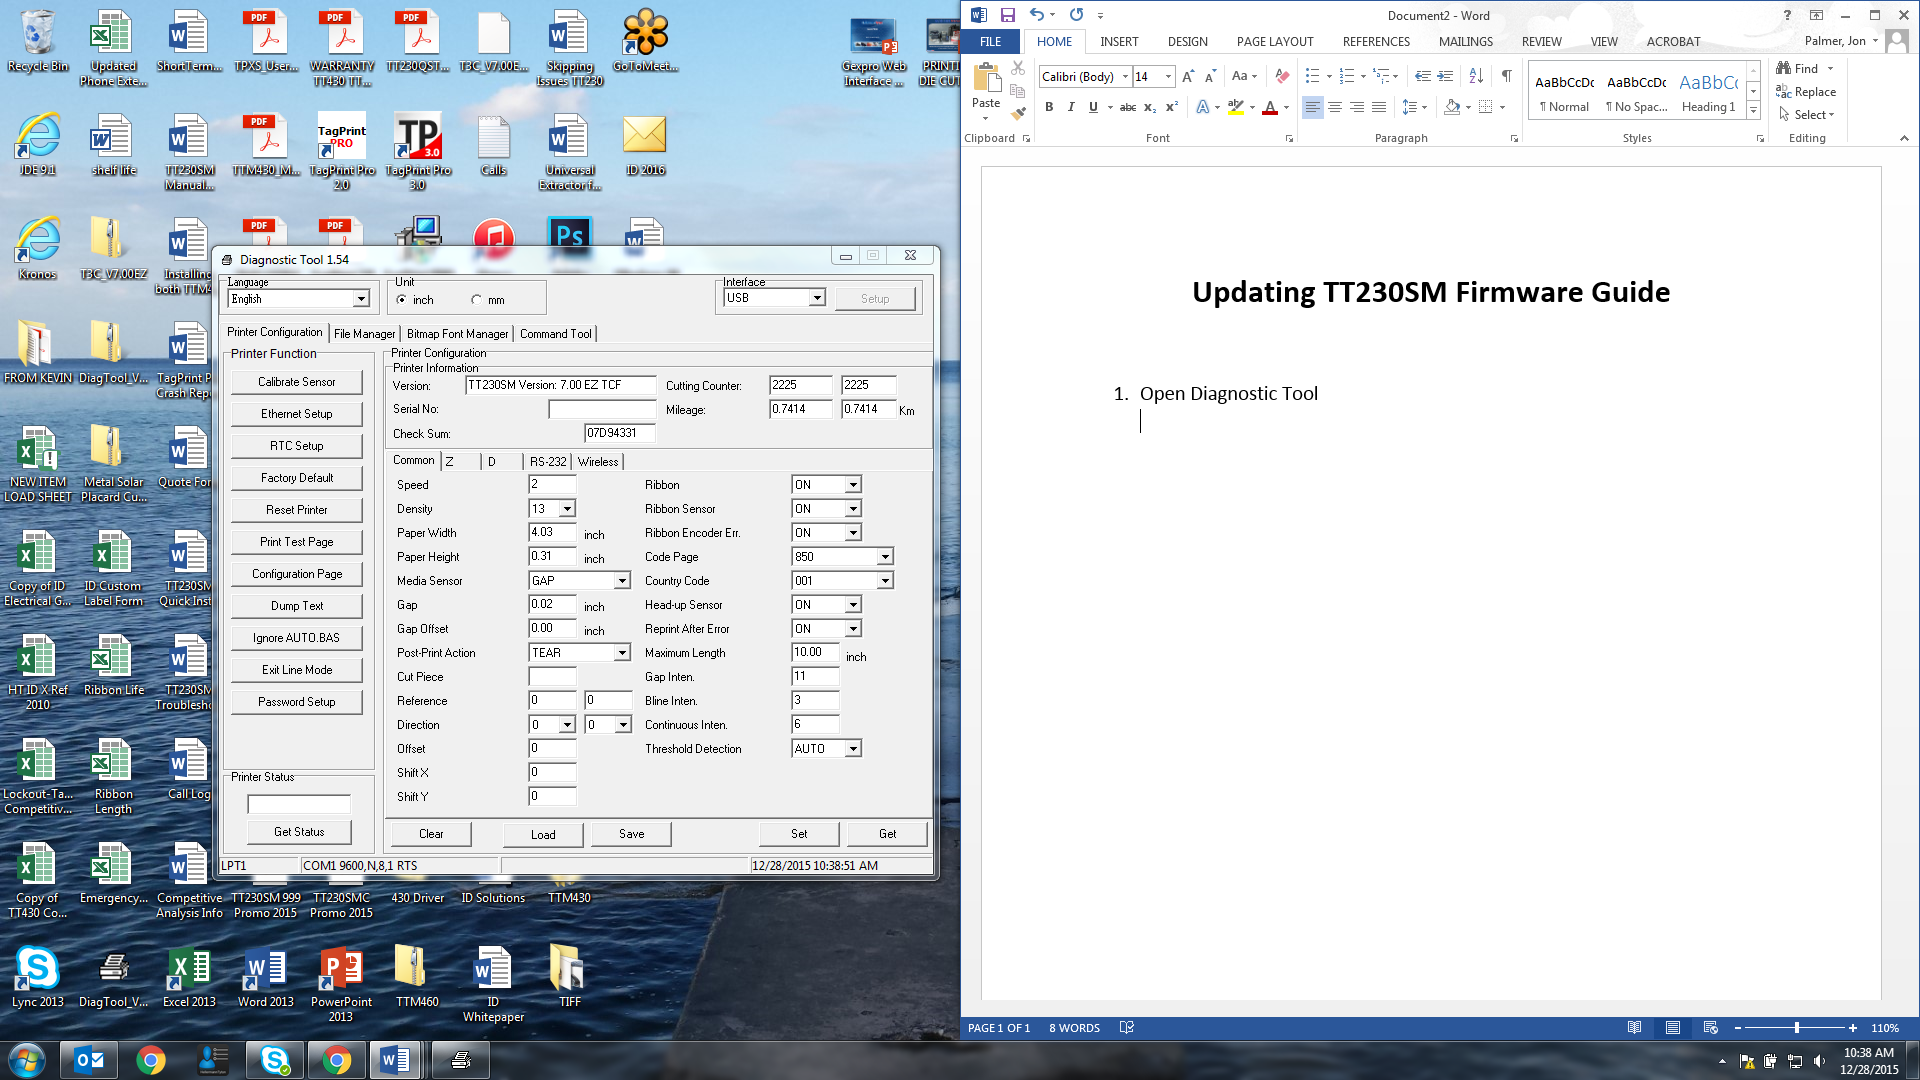 Recycle Bin
Updated
Phone Exte...
ShortTerm...
TPXS_User...
WARRANTY
TT430 TT...
TT230QST...
T3C_V7.00E...
Skipping
Issues TT230
GoToMeet...
Gexpro Web
Interface ...
PRINTI
DIE CUT
JDE 9.1
shelf life
TT230SM
Manual...
TTM430_M...
TagPrint Pro
2.0
TagPrint Pro
3.0
Calls
Universal
Extractor f...
ID 2016
Kronos
T3C_V7.00EZ
Installing
both TTM4
FROM KEVIN
DiagTool_V...
TagPrint P
Crash Rep
NEW ITEM
LOAD SHEET
Metal Solar
Placard Cu...
Quote For
Copy of ID
Electrical G...
ID Custom
Label Form
TT230SM
Quick Inst
HT ID X Ref
2010
Ribbon Life
TT230SM
Troublesho
Lockout-Ta...
Competitiv...
Ribbon
Length
Call Log
Copy of
TT430 Co...
Emergency...
Competitive
Analysis Info
TT230SM 999
Promo 2015
TT230SMC
Promo 2015
430 Driver
ID Solutions
TTM430
Lync 2013
DiagTool_V...
Excel 2013
Word 2013
PowerPoint
2013
TTM460
ID
Whitepaper
TIFF
Diagnostic Tool 1.54
Language
English
Unit
inch
mm
Interface
USB
Setup
Printer Configuration
File Manager
Bitmap Font Manager
Command Tool
Printer Function
Calibrate Sensor
Ethernet Setup
RTC Setup
Factory Default
Reset Printer
Print Test Page
Configuration Page
Dump Text
Ignore AUTO.BAS
Exit Line Mode
Password Setup
Printer Status
Get Status
Printer Configuration
Printer Information
Version: TT230SM Version: 7.00 EZ TCF
Cutting Counter: 2225 2225
Serial No:
Mileage: 0.7414 0.7414 Km
Check Sum: 07D94331
Common Z D RS-232 Wireless
Speed 2
Ribbon ON
Density 13
Ribbon Sensor ON
Paper Width 4.03 inch
Ribbon Encoder Err. ON
Paper Height 0.31 inch
Code Page 850
Media Sensor GAP
Country Code 001
Gap 0.02 inch
Head-up Sensor ON
Gap Offset 0.00 inch
Reprint After Error ON
Post-Print Action TEAR
Maximum Length 10.00 inch
Cut Piece
Gap Inten. 11
Reference 0 0
Bline Inten. 3
Direction 0 0
Continuous Inten. 6
Offset 0
Threshold Detection AUTO
Shift X 0
Shift Y 0
Clear Load Save Set Get
LPT1 COM1 9600,N,8,1 RTS 12/28/2015 10:38:51 AM
Document2 - Word
FILE HOME INSERT DESIGN PAGE LAYOUT REFERENCES MAILINGS REVIEW VIEW ACROBAT
Palmer, Jon
Paste
Calibri (Body) 14
AaBbCcDc
¶ Normal
AaBbCcDc
¶ No Spac...
AaBbC(
Heading 1
Find
Replace
Select
Clipboard Font Paragraph Styles Editing
Updating TT230SM Firmware Guide
1. Open Diagnostic Tool
PAGE 1 OF 1 8 WORDS
110%
10:38 AM
12/28/2015